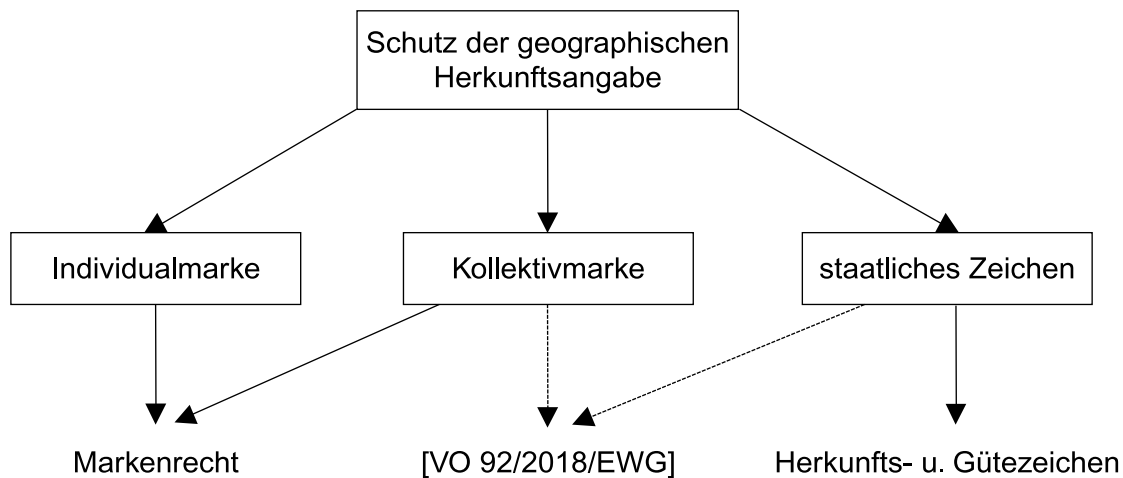 Schutz der geographischen
Herkunftsangabe
Individualmarke
Kollektivmarke
staatliches Zeichen
Markenrecht
[VO 92/2018/EWG]
Herkunfts- u. Gütezeichen